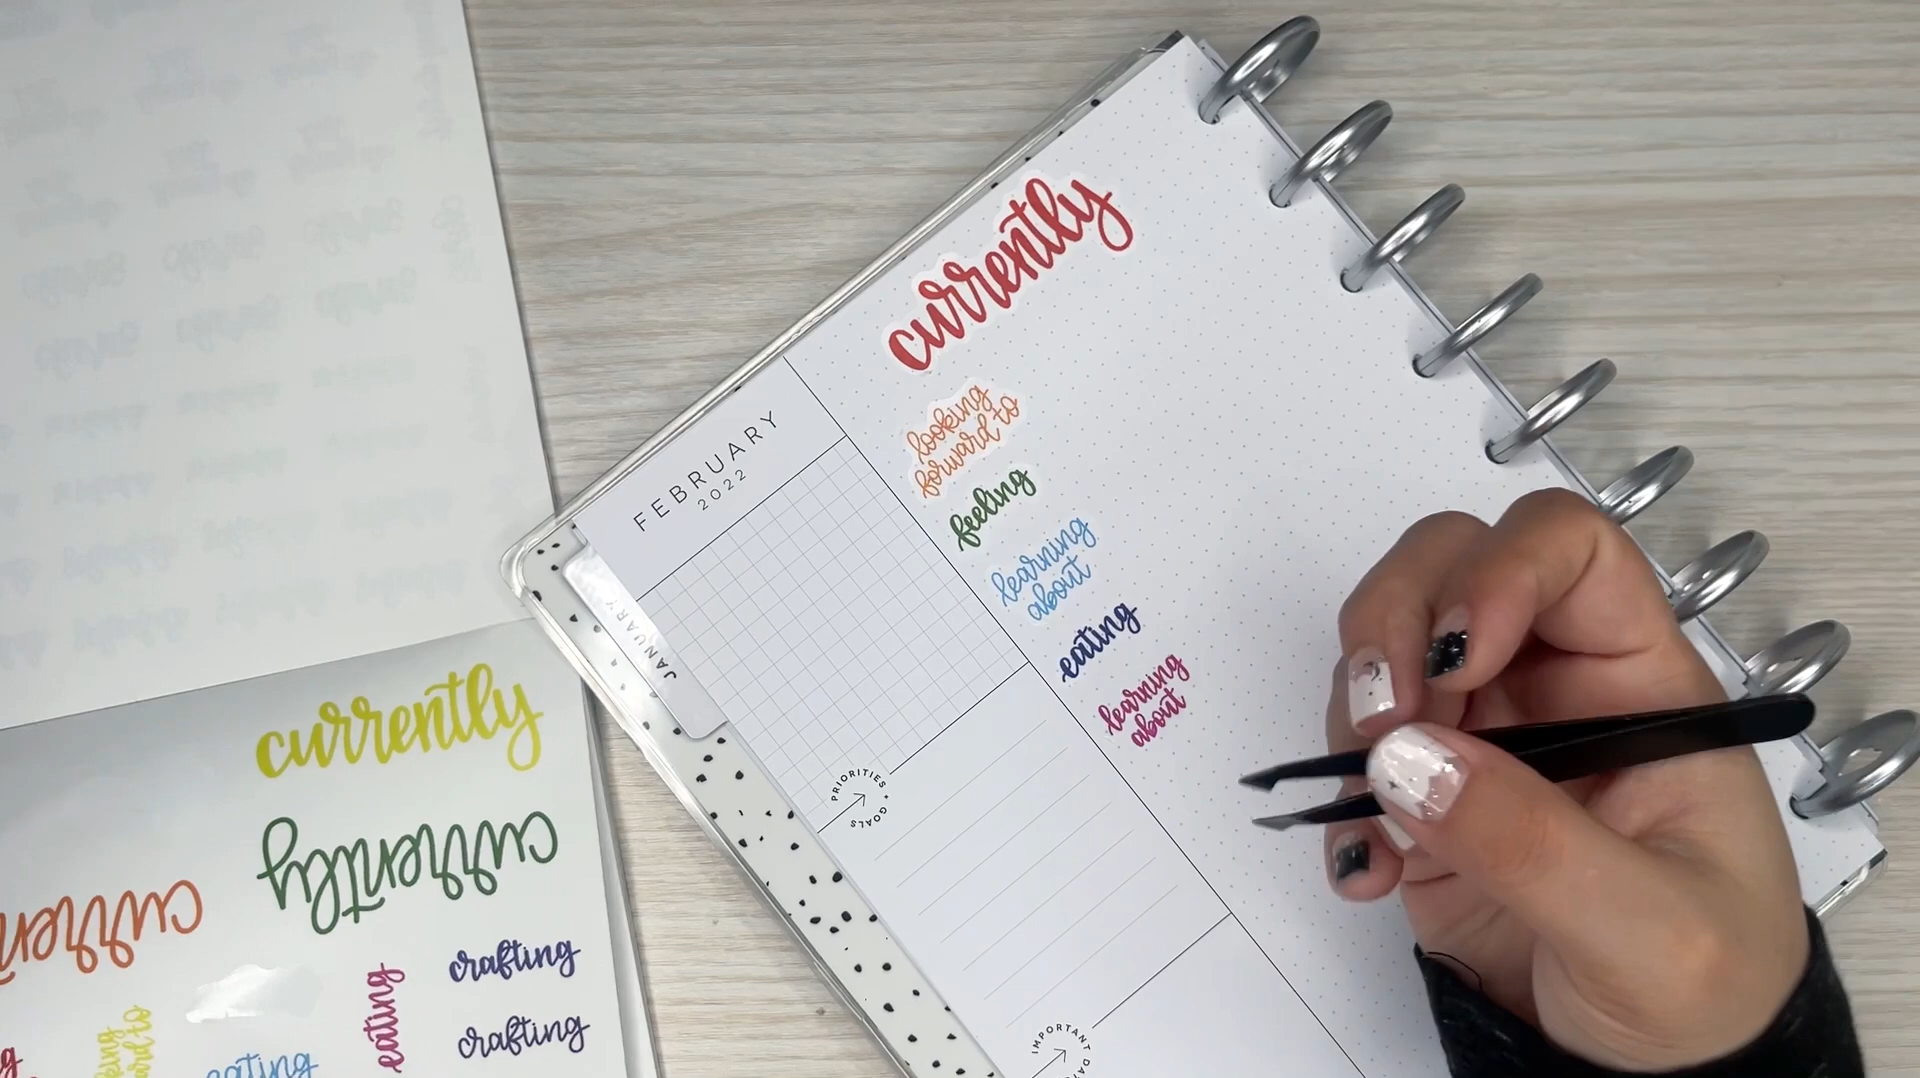 currently
looking
forward to
feeling
learning
about
eating
learning
about
FEBRUARY
2022
JANUARY
PRIORITIES + GOALS
IMPORTANT
currently
currently
crafting
crafting
eating
eating